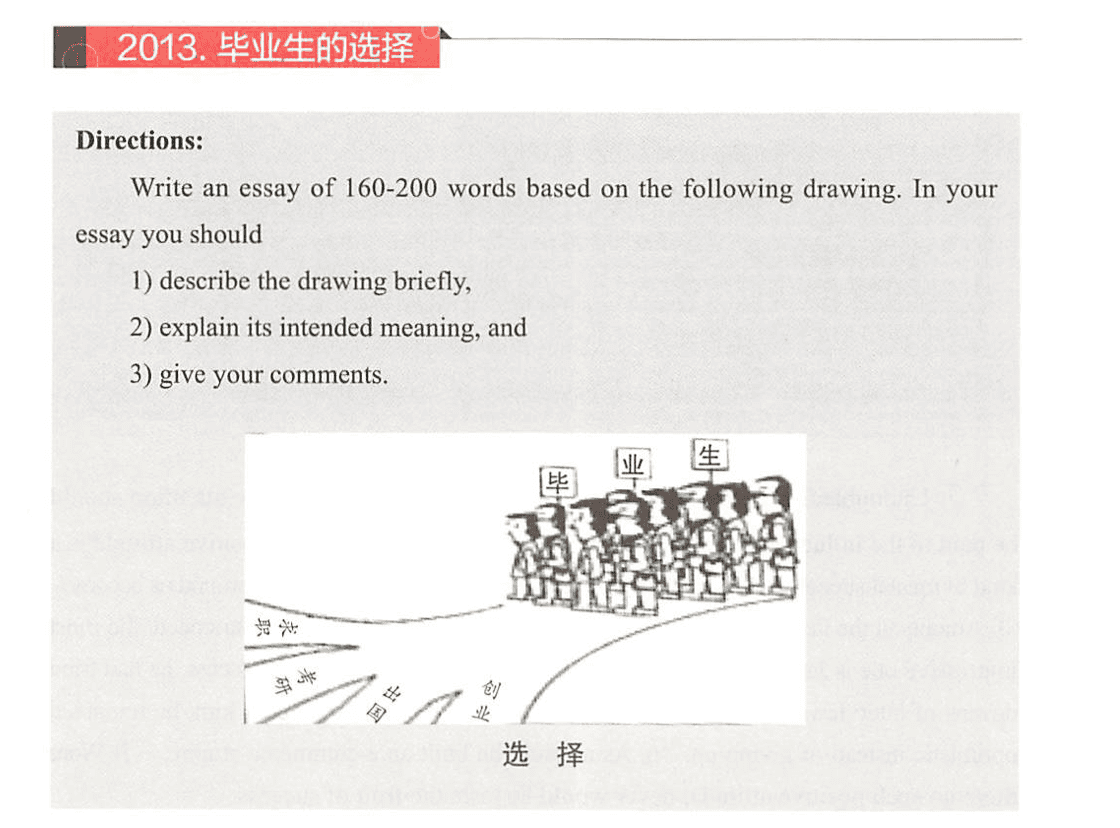 2013. 毕业生的选择
Directions:
Write an essay of 160-200 words based on the following drawing. In your
essay you should
1) describe the drawing briefly,
2) explain its intended meaning, and
3) give your comments.
毕 业 生
求职
考研
出国
创业
选 择